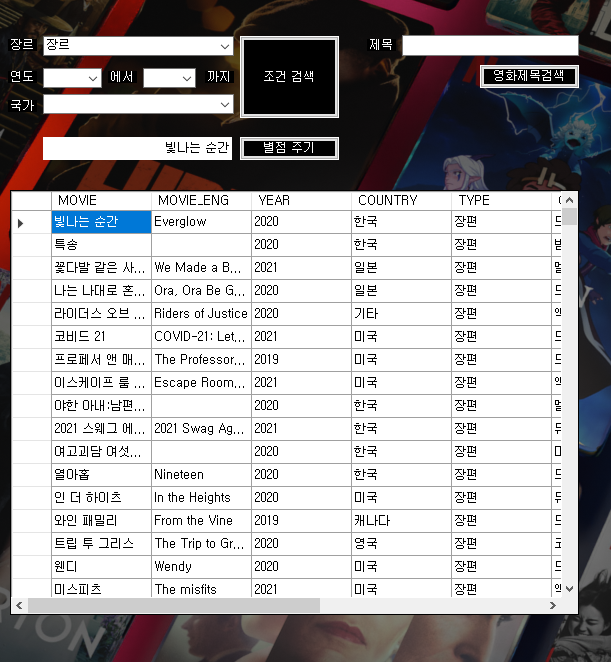 장르 장르 제목
연도 에서 까지 조건 검색 영화제목검색
국가
빛나는 순간 별점 주기
MOVIE MOVIE_ENG YEAR COUNTRY TYPE
빛나는 순간 Everglow 2020 한국 장편
특송 2020 한국 장편
꽃다발 같은 사... We Made a B... 2021 일본 장편
나는 나대로 혼... Ora, Ora Be G... 2020 일본 장편
라이더스 오브 ... Riders of Justice 2020 기타 장편
코비드 21 COVID-21: Let... 2021 미국 장편
프로페서 앤 매... The Professor... 2019 미국 장편
이스케이프 룸 ... Escape Room... 2021 미국 장편
야한 아내:남편... 2020 한국 장편
2021 스웨그 에... 2021 Swag Ag... 2021 한국 장편
여고괴담 여섯... 2020 한국 장편
열아홉 Nineteen 2020 한국 장편
인 더 하이츠 In the Heights 2020 미국 장편
와인 패밀리 From the Vine 2019 캐나다 장편
트립 투 그리스 The Trip to Gr... 2020 영국 장편
웬디 Wendy 2020 미국 장편
미스피츠 The misfits 2021 미국 장편